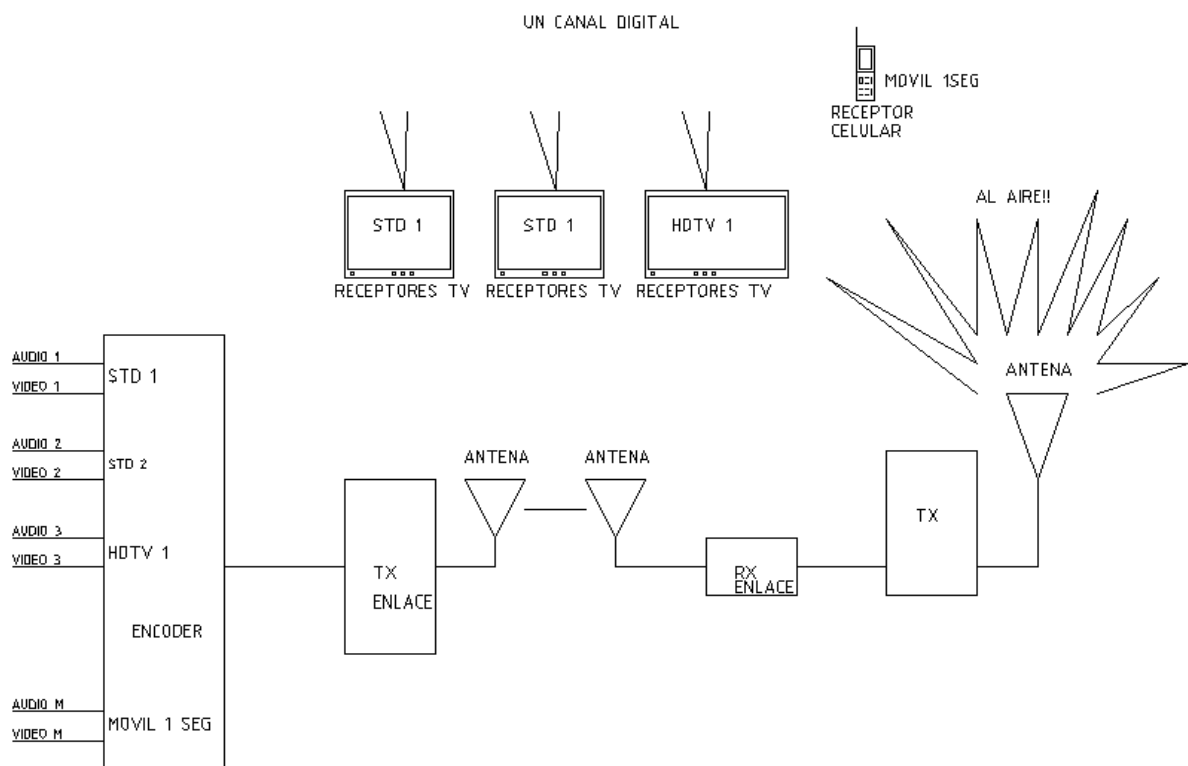 UN CANAL DIGITAL
MOVIL 1SEG
RECEPTOR
CELULAR
AL AIRE!!
STD 1
STD 1
HDTV 1
RECEPTORES TV
RECEPTORES TV
RECEPTORES TV
AUDIO 1
VIDEO 1
STD 1
AUDIO 2
VIDEO 2
STD 2
AUDIO 3
VIDEO 3
HDTV 1
ENCODER
AUDIO M
VIDEO M
MOVIL 1 SEG
TX
ENLACE
ANTENA
ANTENA
RX
ENLACE
TX
ANTENA